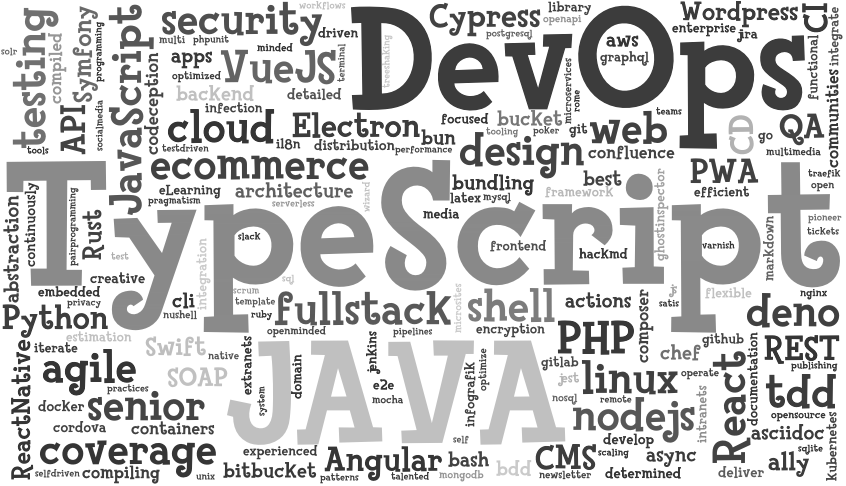 workflows
library
openapi
Cypress
Wordpress
CI
security
driven
DevOps
postgresql
enterprise
jra
integrate
solr
testing
compiled
Symfony
programming
JavaScript
multi
phpunit
minded
terminal
treeshaking
aws
graphql
functional
apps
VueJS
optimized
detailed
backend
infection
codeception
microservices
rome
communities
API
socialmedia
cloud
Electron
focused
bucket
tooling
poker
git
web
teams
CD
go
QA
tools
testdriven
il8n
distribution
bun
performance
design
confluence
multimedia
ecommerce
PWA
traefik
open
TypeScript
eLearning
architecture
wizard
bundling
best
framework
efficient
pragmatism
serverless
latex
mysql
media
ghostinspector
pioneer
tickets
abstraction
continuously
pairprogramming
Rust
slack
frontend
hacKmd
varnish
markdown
test
integration
creative
sql
embedded
privacy
cli
scrum
template
nushell
ruby
fullstack
microsites
shell
actions
composer
satis
flexible
nginx
Python
openminded
pipelines
encryption
deno
estimation
Swift
native
JAVA
PHP
chef
github
REST
iterate
extranets
jenkins
gitlab
publishing
agile
SOAP
domain
infografik
optimize
jest
linux
operate
React
documentation
tdd
practices
system
e2e
mocha
nosql
remote
ReactNative
docker
senior
nodejs
intranets
opensource
cordova
containers
self
develop
asciidoc
coverage
experienced
scaling
sqlite
Kubernetes
selfdriven
compiling
unix
bitbucket
patterns
Angular
talented
bash
mongodb
bdd
CMS
newsletter
async
determined
deliver
ally